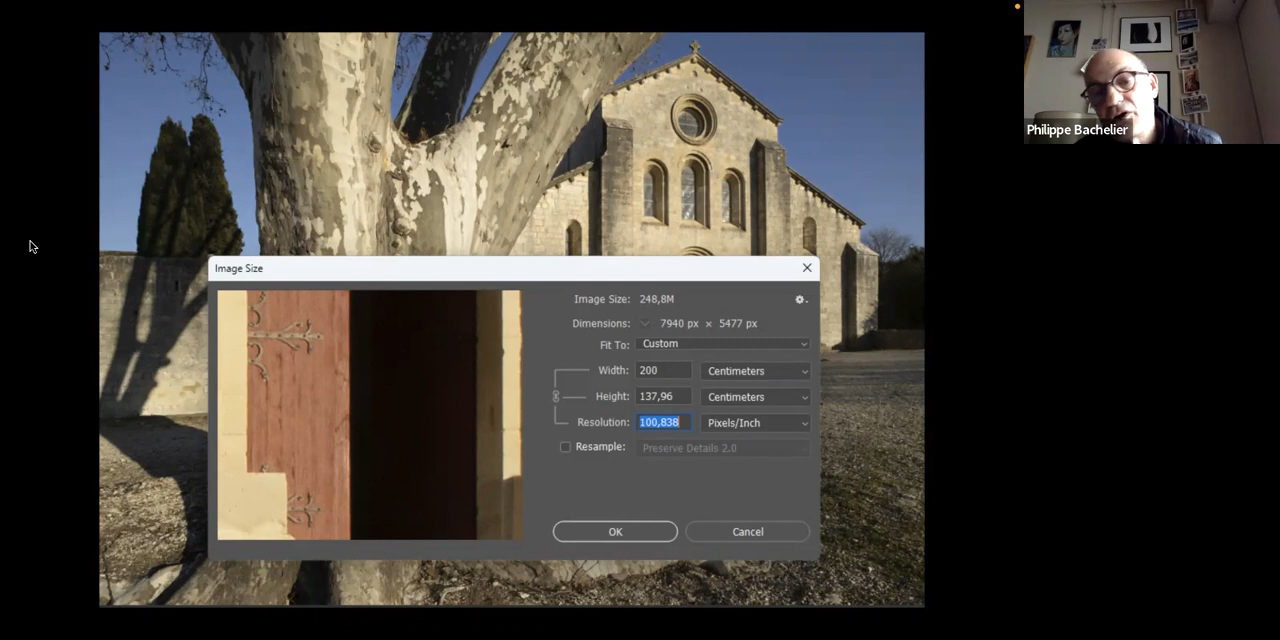 Philippe Bachelier
Image Size
Image Size: 248,8M
Dimensions: 7940 px × 5477 px
Fit To: Custom
Width: 200 Centimeters
Height: 137,96 Centimeters
Resolution: 100,838 Pixels/Inch
Resample: Preserve Details 2.0
OK Cancel